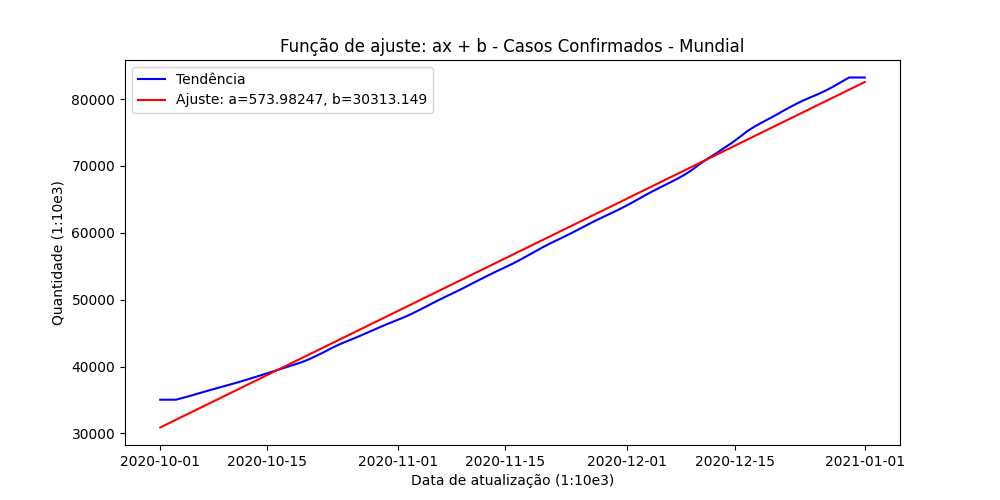 Função de ajuste: ax + b - Casos Confirmados - Mundial
Tendência
Ajuste: a=573.98247, b=30313.149
80000
70000
60000
50000
40000
30000
Quantidade (1:10e3)
2020-10-01 2020-10-15 2020-11-01 2020-11-15 2020-12-01 2020-12-15 2021-01-01
Data de atualização (1:10e3)